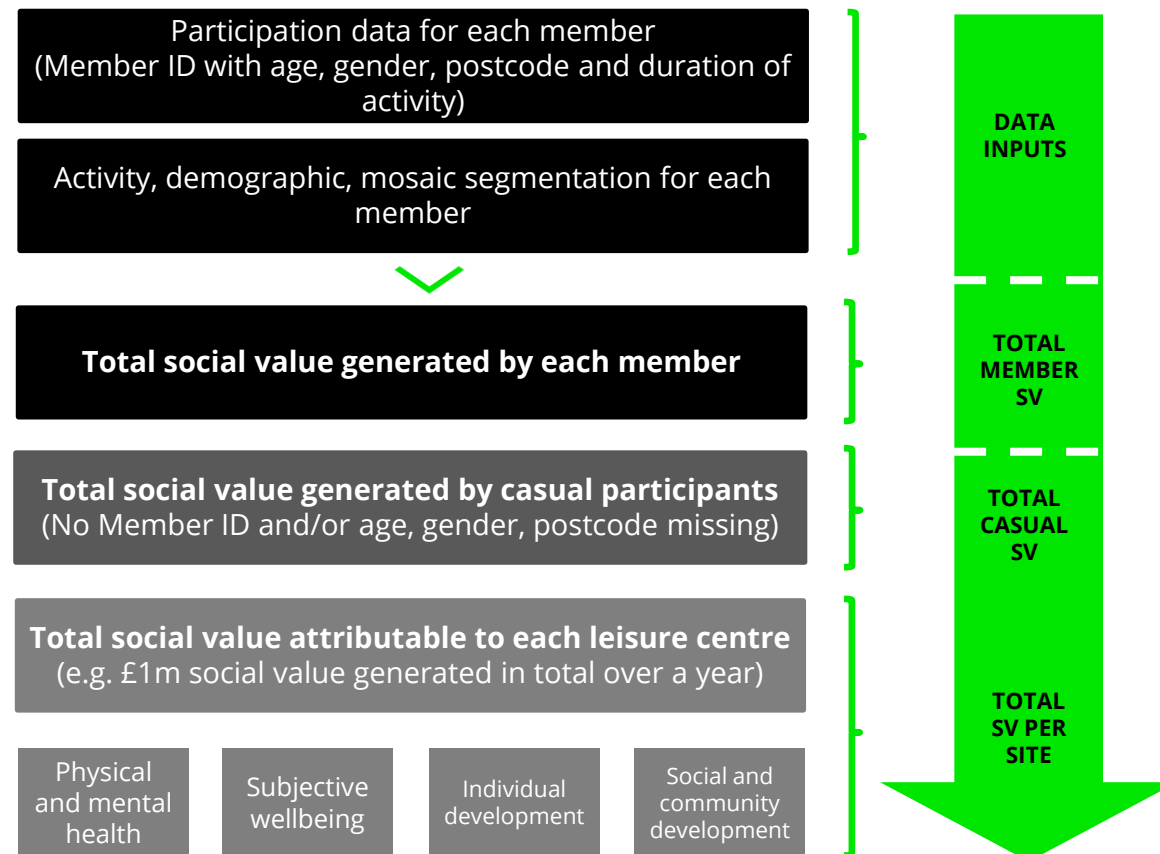 Participation data for each member
(Member ID with age, gender, postcode and duration of
activity)
Activity, demographic, mosaic segmentation for each
member
Total social value generated by each member
Total social value generated by casual participants
(No Member ID and/or age, gender, postcode missing)
Total social value attributable to each leisure centre
(e.g. £1m social value generated in total over a year)
Physical
and mental
health
Subjective
wellbeing
Individual
development
Social and
community
development
DATA
INPUTS
TOTAL
MEMBER
SV
TOTAL
CASUAL
SV
TOTAL
SV PER
SITE